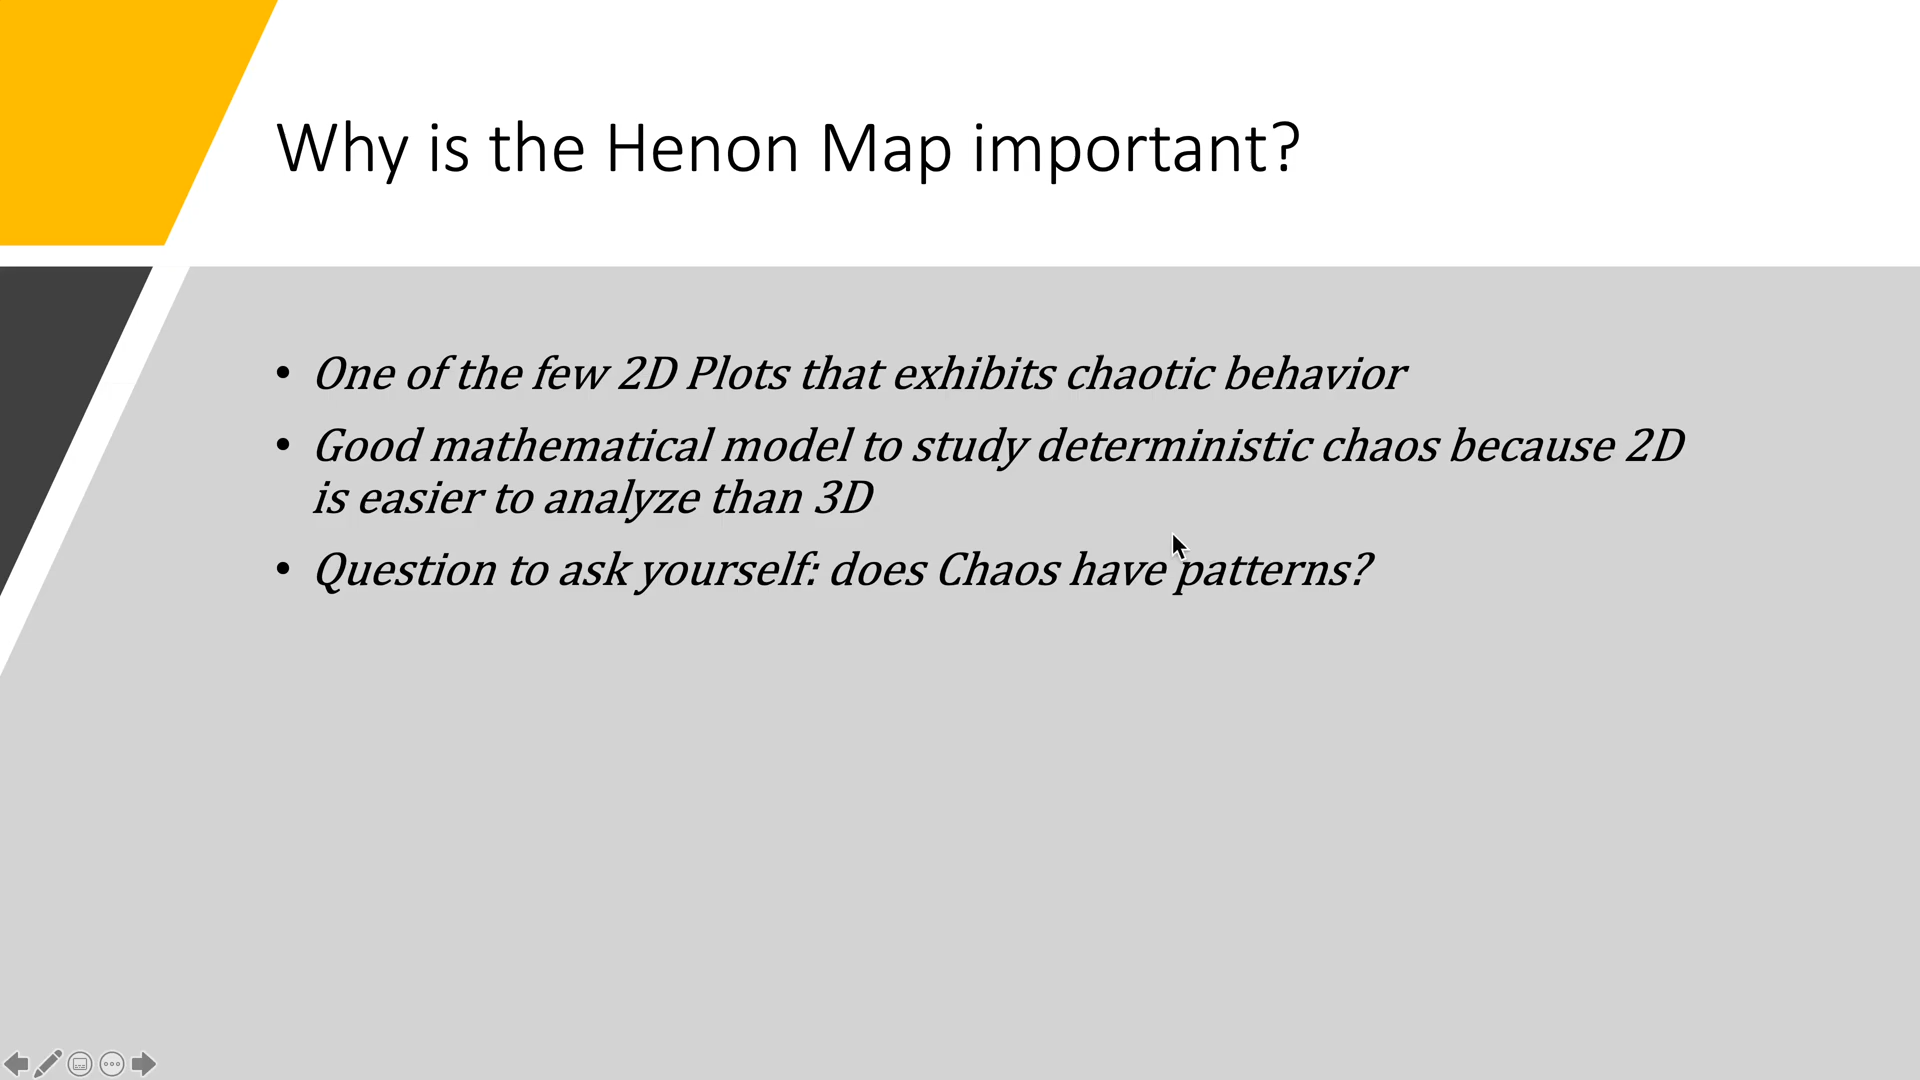 Why is the Henon Map important?
• One of the few 2D Plots that exhibits chaotic behavior
• Good mathematical model to study deterministic chaos because 2D
is easier to analyze than 3D
• Question to ask yourself: does Chaos have patterns?